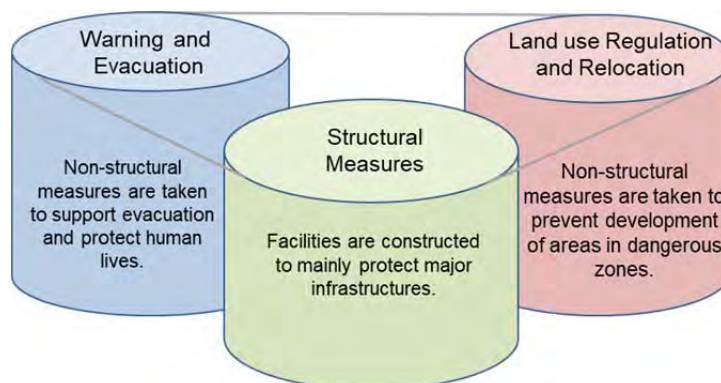 Warning and
Evacuation
Non-structural
measures are taken
to support evacuation
and protect human
lives.
Structural
Measures
Facilities are constructed
to mainly protect major
infrastructures.
Land use Regulation
and Relocation
Non-structural
measures are taken to
prevent development
of areas in dangerous
zones.